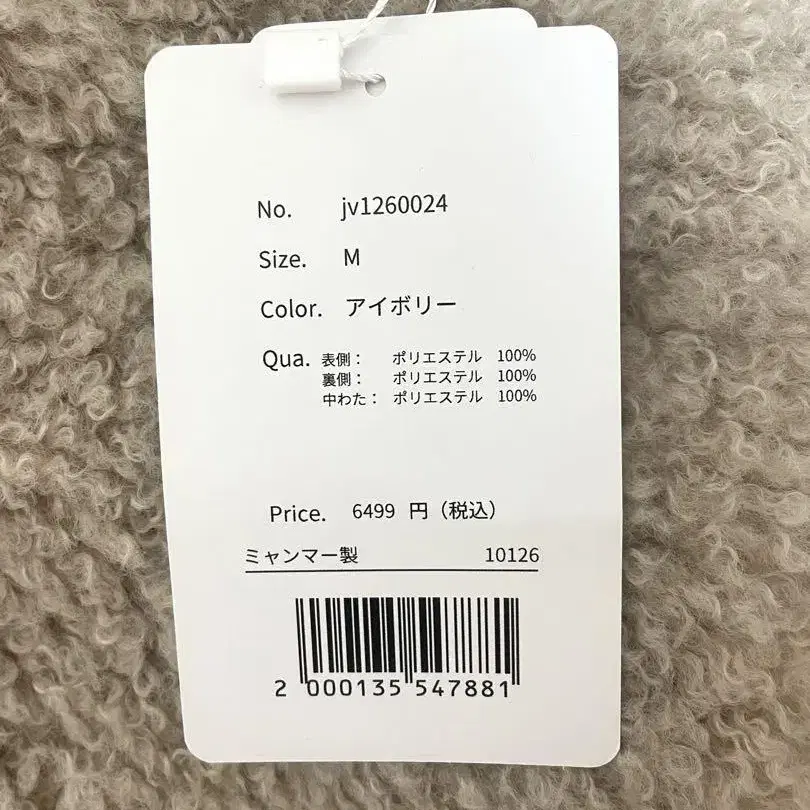 No. jv1260024
Size. M
Color. アイボリー
Qua. 表側： ポリエステル 100%
裏側： ポリエステル 100%
中わた： ポリエステル 100%
Price. 6499 円（税込）
ミャンマー製 10126
2 000135 547881